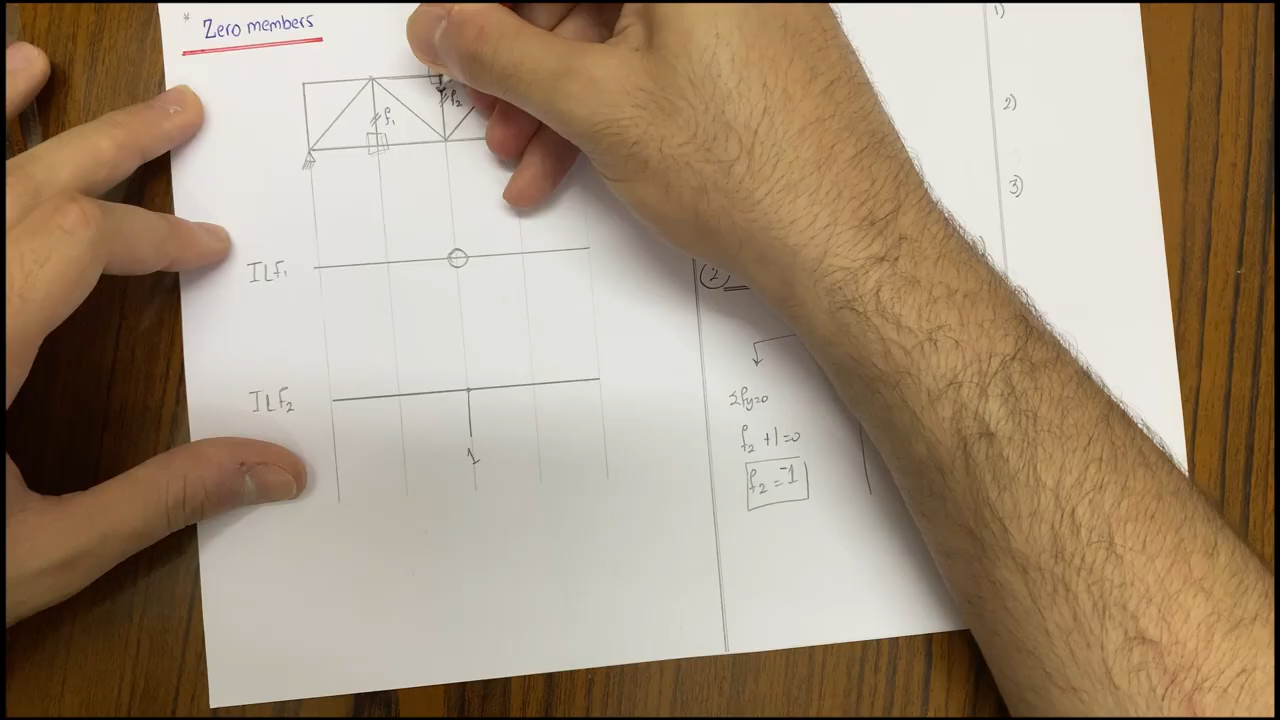 * Zero members
f₂
f₁
ILf₁
ILf₂
1
2
Σfy=0
f₂ +1=0
f₂ = -1
1)
2)
3)